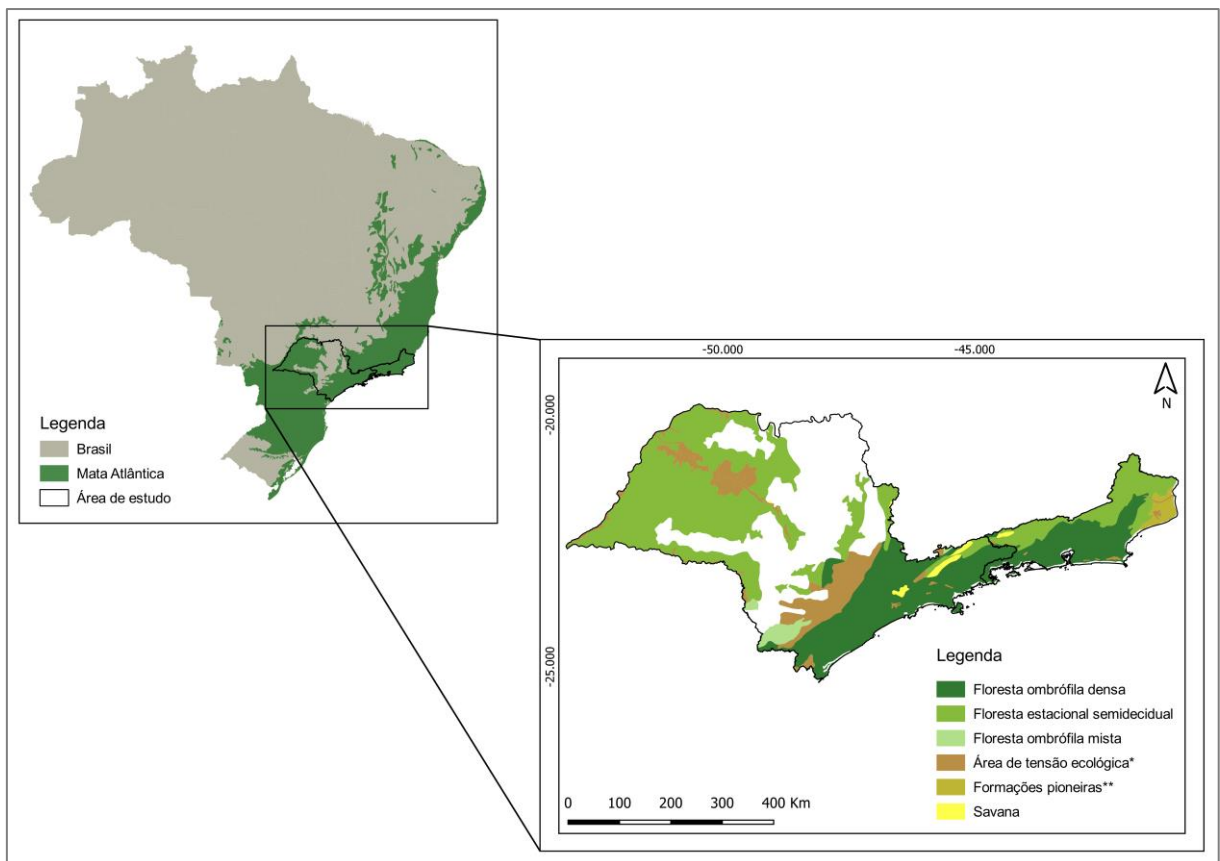 Legenda
Brasil
Mata Atlântica
Área de estudo
-50.000
-45.000
-20.000
-25.000
N
Legenda
Floresta ombrófila densa
Floresta estacional semidecidual
Floresta ombrófila mista
Área de tensão ecológica*
Formações pioneiras**
Savana
0 100 200 300 400 Km